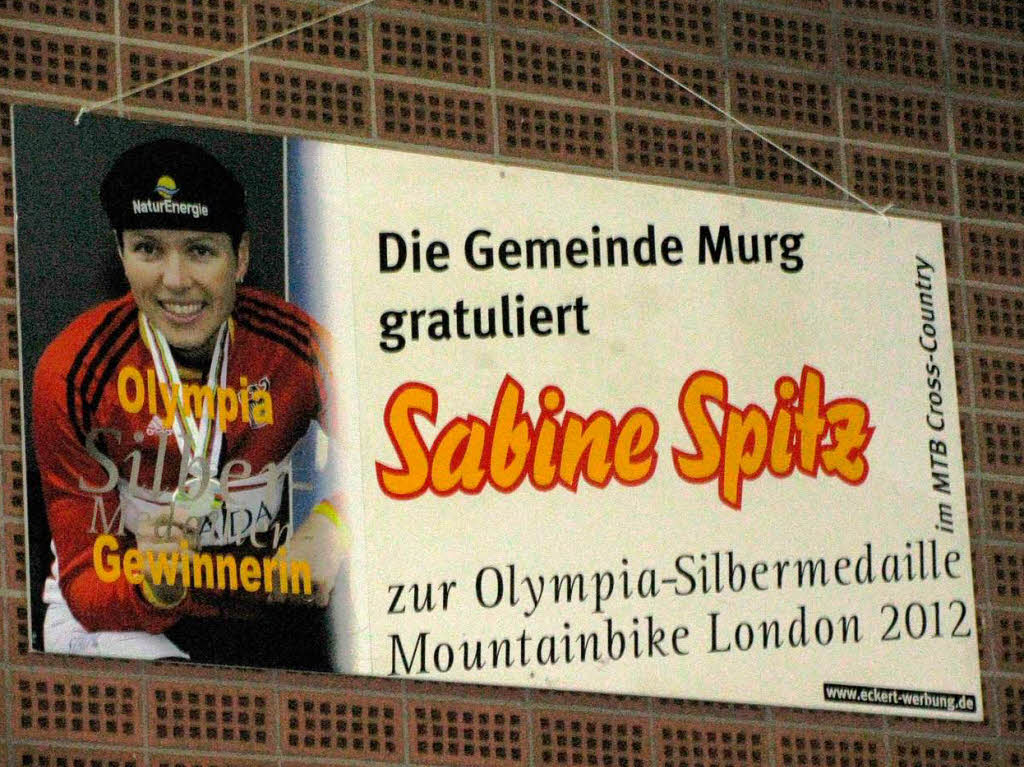 NaturEnergie
Olympia
Silber
Medaillen
Gewinnerin
AIDA
Die Gemeinde Murg
gratuliert
Sabine Spitz
zur Olympia-Silbermedaille
Mountainbike London 2012
im MTB Cross-Country
www.eckert-werbung.de